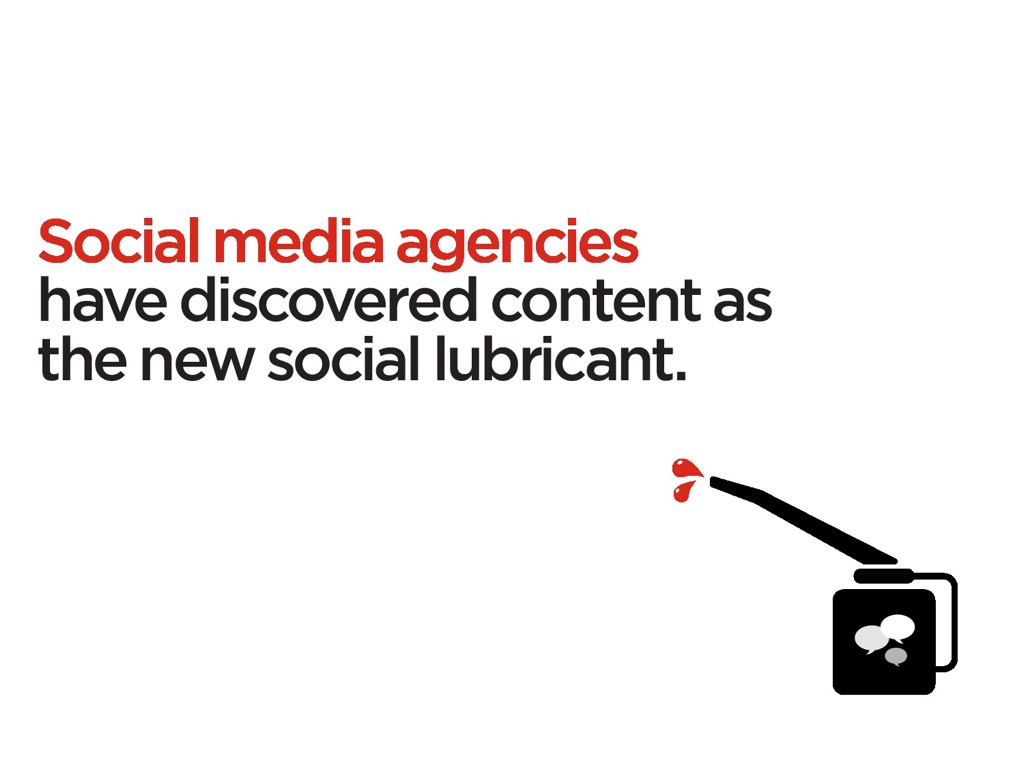 Social media agencies
have discovered content as
the new social lubricant.